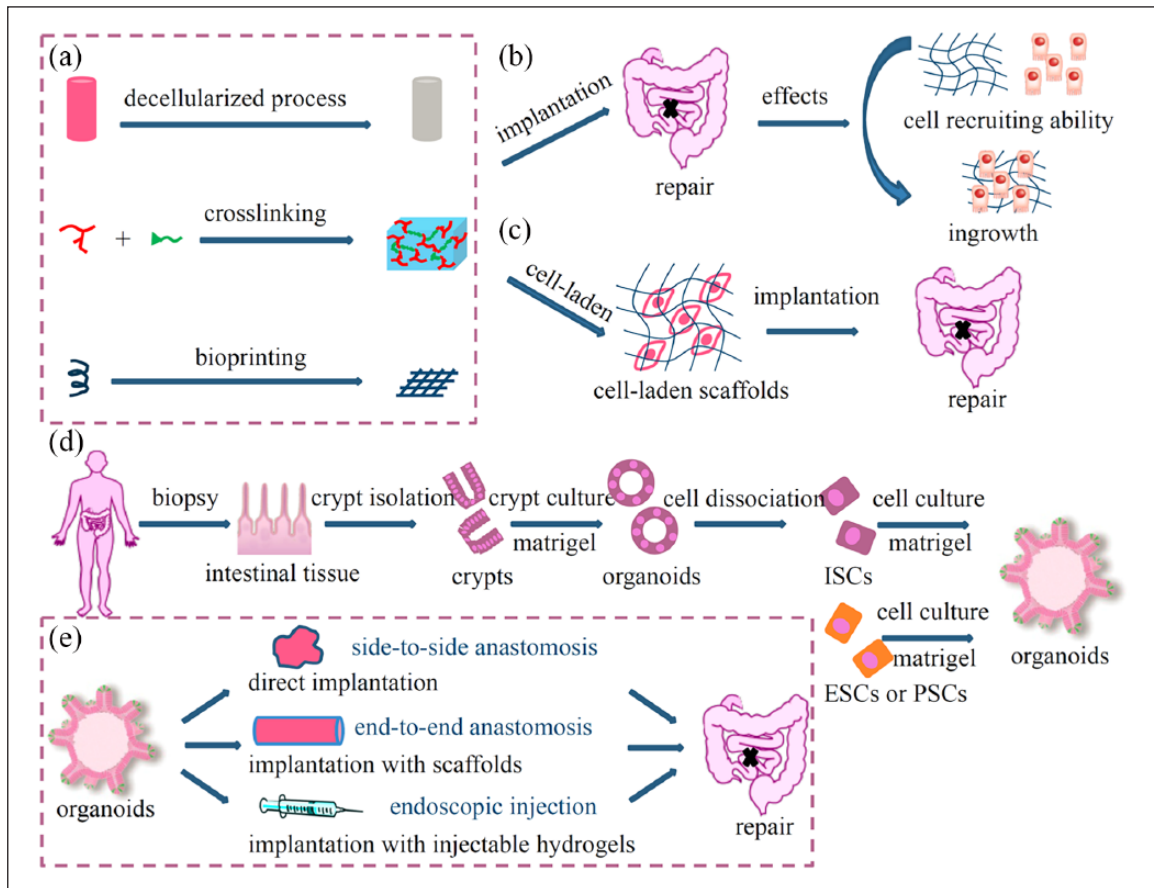 (a)
decellularized process
+
crosslinking
bioprinting
(b)
implantation
repair
effects
cell recruiting ability
ingrowth
(c)
cell-laden
cell-laden scaffolds
implantation
repair
(d)
biopsy
intestinal tissue
crypt isolation
crypts
crypt culture
matrigel
organoids
cell dissociation
ISCs
cell culture
matrigel
cell culture
matrigel
ESCs or PSCs
organoids
(e)
organoids
side-to-side anastomosis
direct implantation
end-to-end anastomosis
implantation with scaffolds
endoscopic injection
implantation with injectable hydrogels
repair